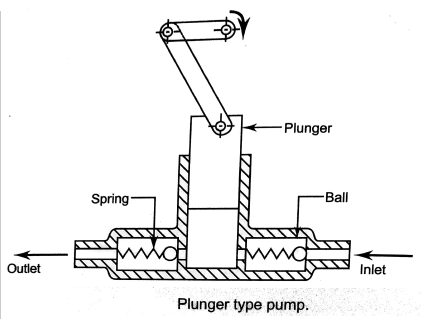 Plunger
Spring
Ball
Outlet
Inlet
Plunger type pump.